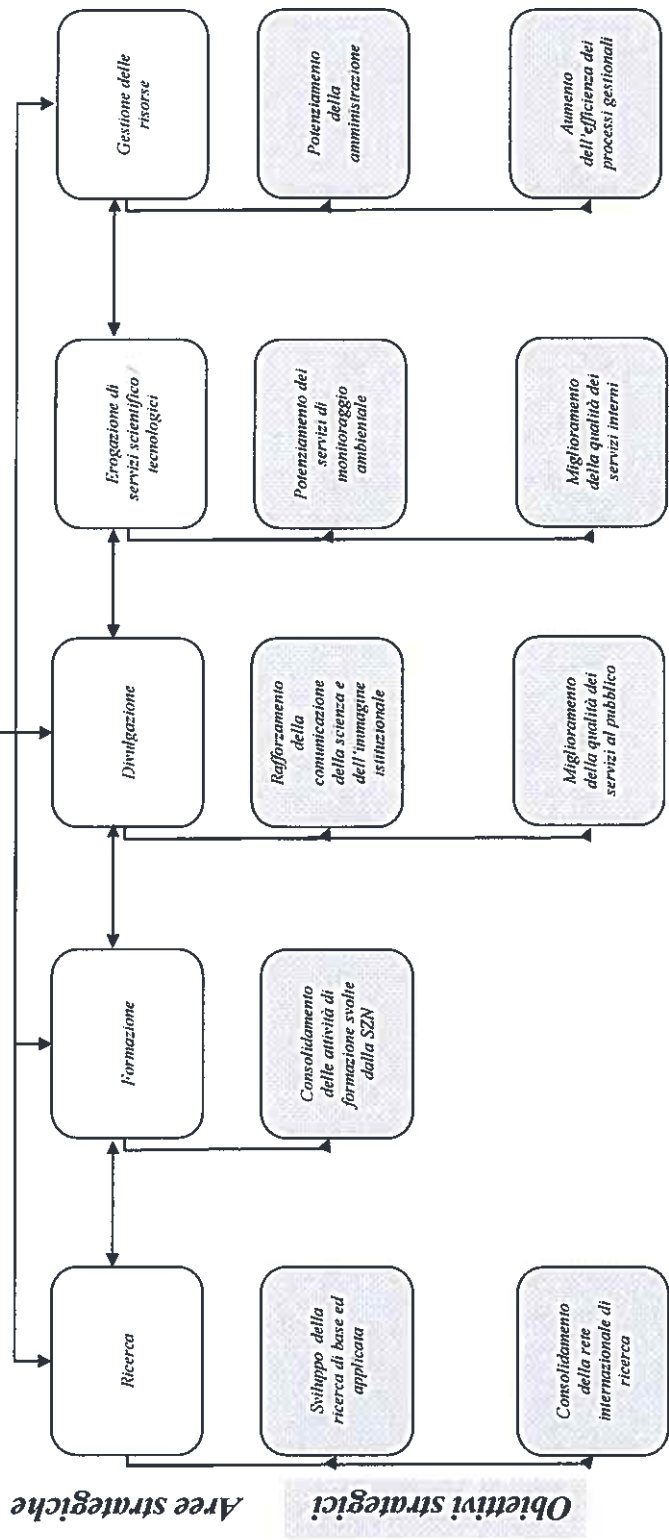 Aree strategiche
Ricerca
Formazione
Divulgazione
Erogazione di
servizi scientifico /
tecnologici
Gestione delle
risorse
Obiettivi strategici
Sviluppo della
ricerca di base ed
applicata
Consolidamento
delle attività di
formazione svolte
dalla SZN
Rafforzamento
della
comunicazione
della scienza e
dell'immagine
istituzionale
Potenziamento dei
servizi di
monitoraggio
ambientale
Potenziamento
della
amministrazione
Consolidamento
della rete
internazionale di
ricerca
Miglioramento
della qualità dei
servizi al pubblico
Miglioramento
della qualità dei
servizi interni
Aumento
dell'efficienza dei
processi gestionali